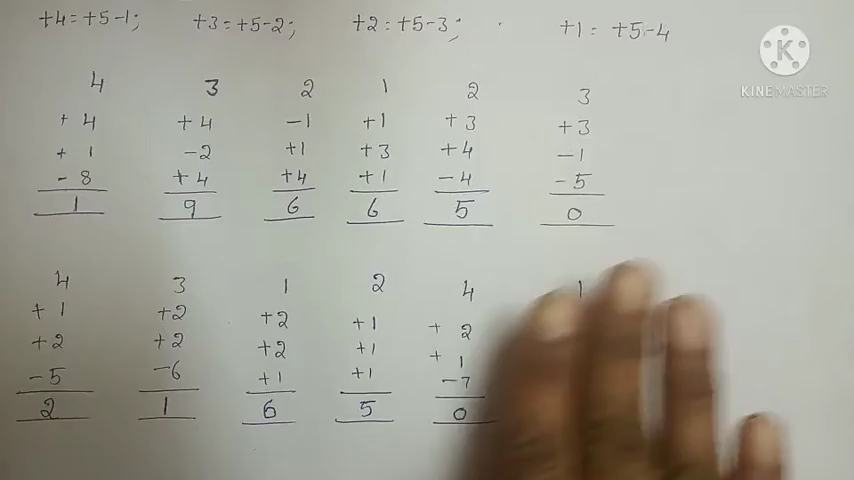 +4=+5-1; +3=+5-2; +2=+5-3; +1= +5-4
K
KINEMASTER
4 3 2 1 2 3
+4 +4 -1 +1 +3 +3
+1 -2 +1 +3 +4 -1
-8 +4 +4 +1 -4 -5
1 9 6 6 5 0
4 3 1 2 4 1
+1 +2 +2 +1 +2
+2 +2 +2 +1 +1
-5 -6 +1 +1 -7
2 1 6 5 0